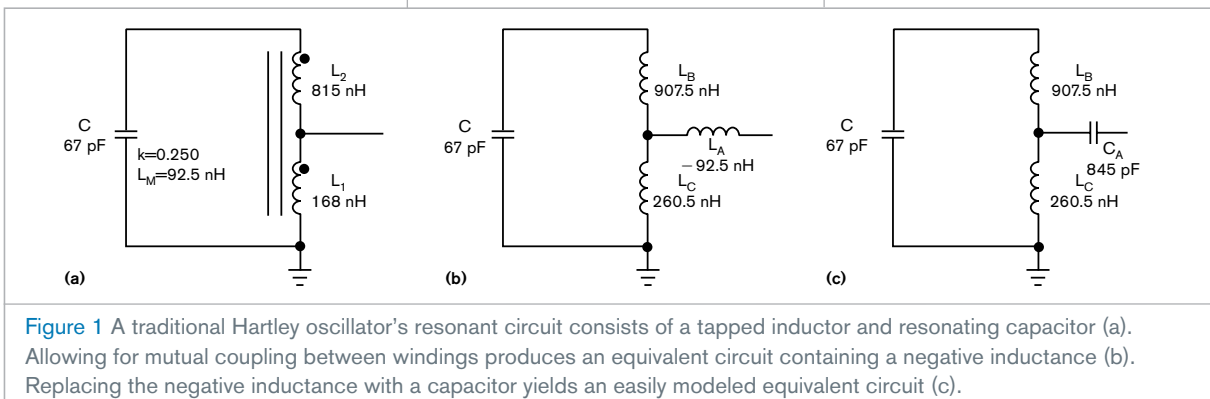 L2
815 nH
C
67 pF
k=0.250
LM=92.5 nH
L1
168 nH
(a)
LB
907.5 nH
C
67 pF
LA
– 92.5 nH
LC
260.5 nH
(b)
LB
907.5 nH
C
67 pF
CA
845 pF
LC
260.5 nH
(c)
Figure 1 A traditional Hartley oscillator's resonant circuit consists of a tapped inductor and resonating capacitor (a).
Allowing for mutual coupling between windings produces an equivalent circuit containing a negative inductance (b).
Replacing the negative inductance with a capacitor yields an easily modeled equivalent circuit (c).